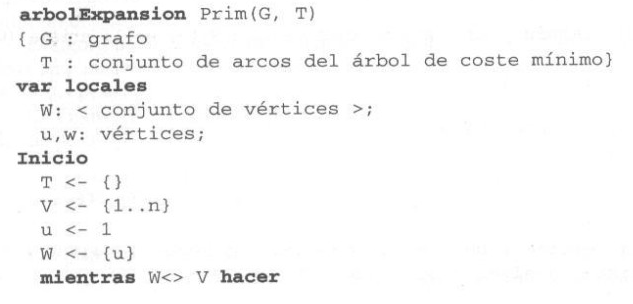 arbolExpansion Prim(G, T)
{ G : grafo
T : conjunto de arcos del árbol de coste mínimo}
var locales
W: < conjunto de vértices >;
u,w: vértices;
Inicio
T <- {}
V <- {1..n}
u <- 1
W <- {u}
mientras W<> V hacer